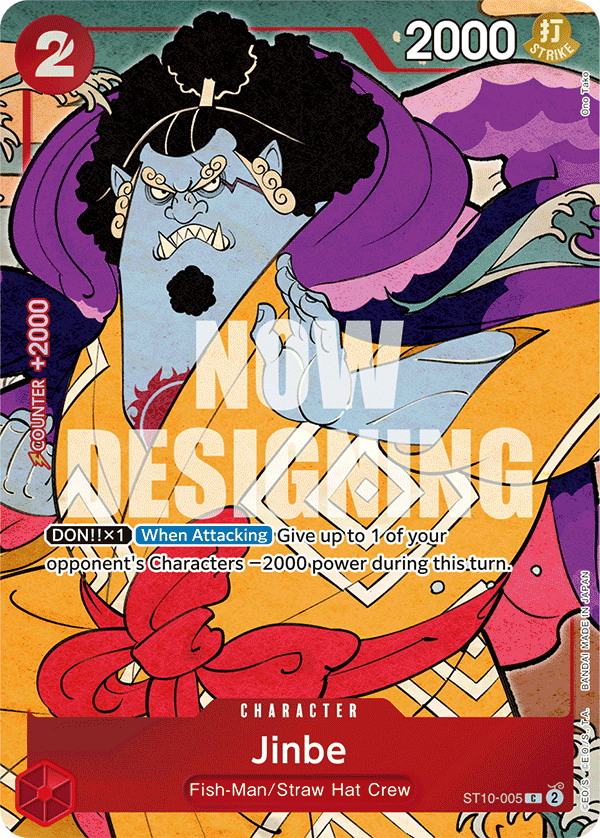 2
2000
打
STRIKE
Ono Tako
COUNTER +2000
NOW
DESIGNING
DON!!×1 When Attacking Give up to 1 of your
opponent's Characters −2000 power during this turn.
CHARACTER
Jinbe
Fish-Man/Straw Hat Crew
ST10-005 C 2
BANDAI MADE IN JAPAN